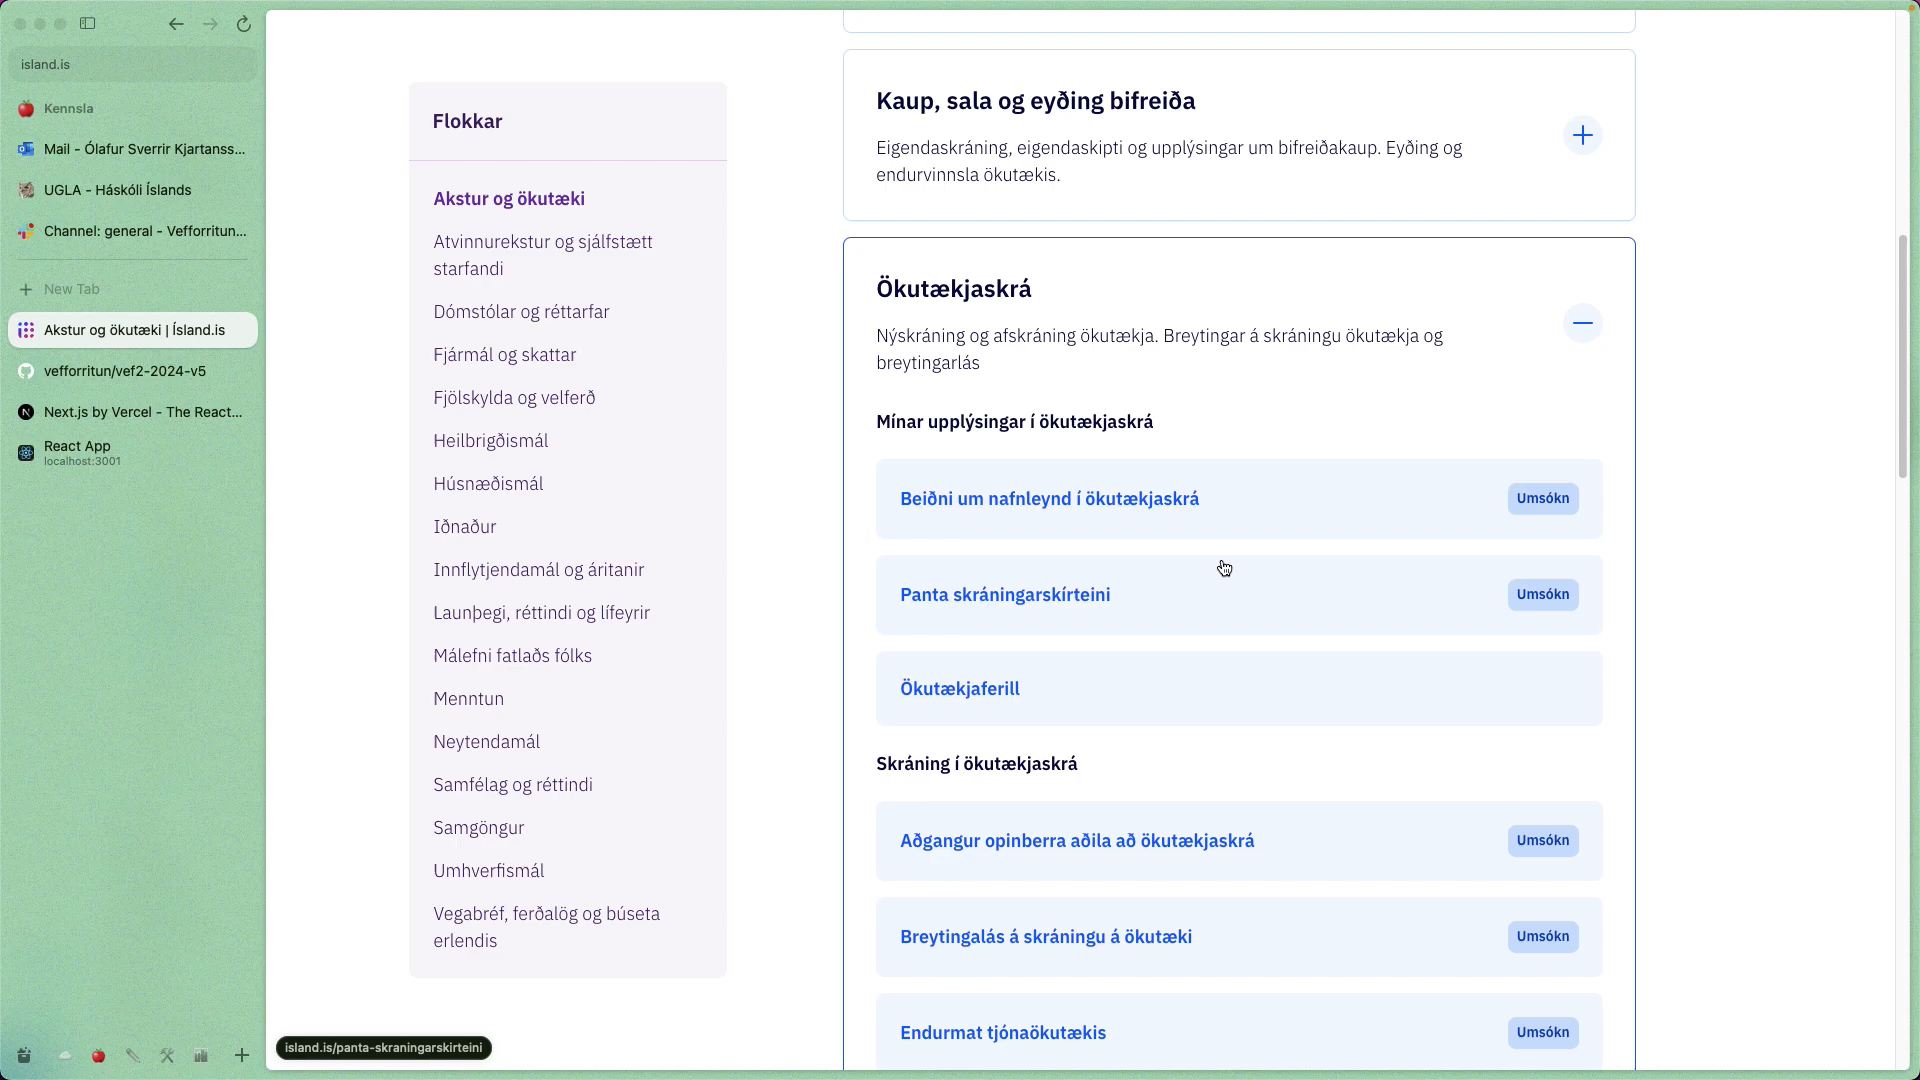 island.is
Kennsla
Mail - Ólafur Sverrir Kjartanss...
UGLA - Háskóli Íslands
Channel: general - Vefforritun...
New Tab
Akstur og ökutæki | Ísland.is
vefforritun/vef2-2024-v5
Next.js by Vercel - The React...
React App
localhost:3001
Flokkar
Akstur og ökutæki
Atvinnurekstur og sjálfstætt
starfandi
Dómstólar og réttarfar
Fjármál og skattar
Fjölskylda og velferð
Heilbrigðismál
Húsnæðismál
Iðnaður
Innflytjendamál og áritanir
Launþegi, réttindi og lífeyrir
Málefni fatlaðs fólks
Menntun
Neytendamál
Samfélag og réttindi
Samgöngur
Umhverfismál
Vegabréf, ferðalög og búseta
erlendis
Kaup, sala og eyðing bifreiða
Eigendaskráning, eigendaskipti og upplýsingar um bifreiðakaup. Eyðing og
endurvinnsla ökutækis.
Ökutækjaskrá
Nýskráning og afskráning ökutækja. Breytingar á skráningu ökutækja og
breytingarlás
Mínar upplýsingar í ökutækjaskrá
Beiðni um nafnleynd í ökutækjaskrá Umsókn
Panta skráningarskírteini Umsókn
Ökutækjaferill
Skráning í ökutækjaskrá
Aðgangur opinberra aðila að ökutækjaskrá Umsókn
Breytingalás á skráningu á ökutæki Umsókn
Endurmat tjónaökutækis Umsókn
island.is/panta-skraningarskirteini